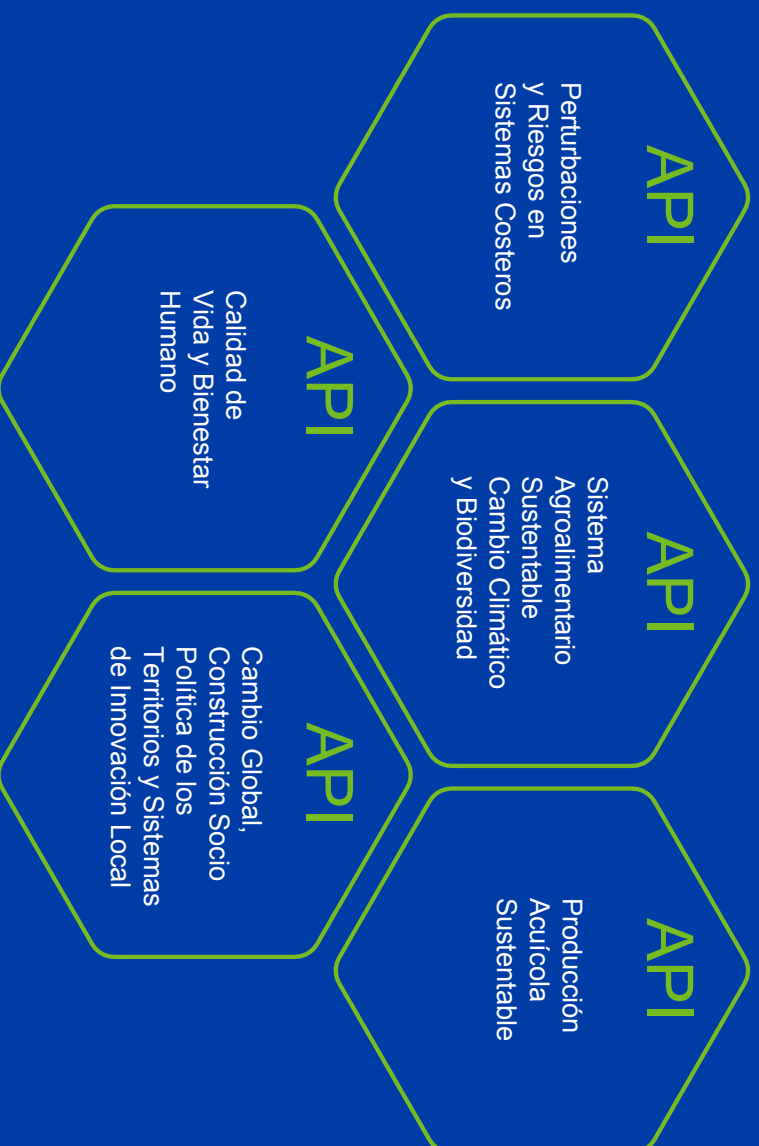 API
Perturbaciones
y Riesgos en
Sistemas Costeros
API
Sistema
Agroalimentario
Sustentable
Cambio Climático
y Biodiversidad
API
Producción
Acuícola
Sustentable
API
Calidad de
Vida y Bienestar
Humano
API
Cambio Global,
Construcción Socio
Política de los
Territorios y Sistemas
de Innovación Local